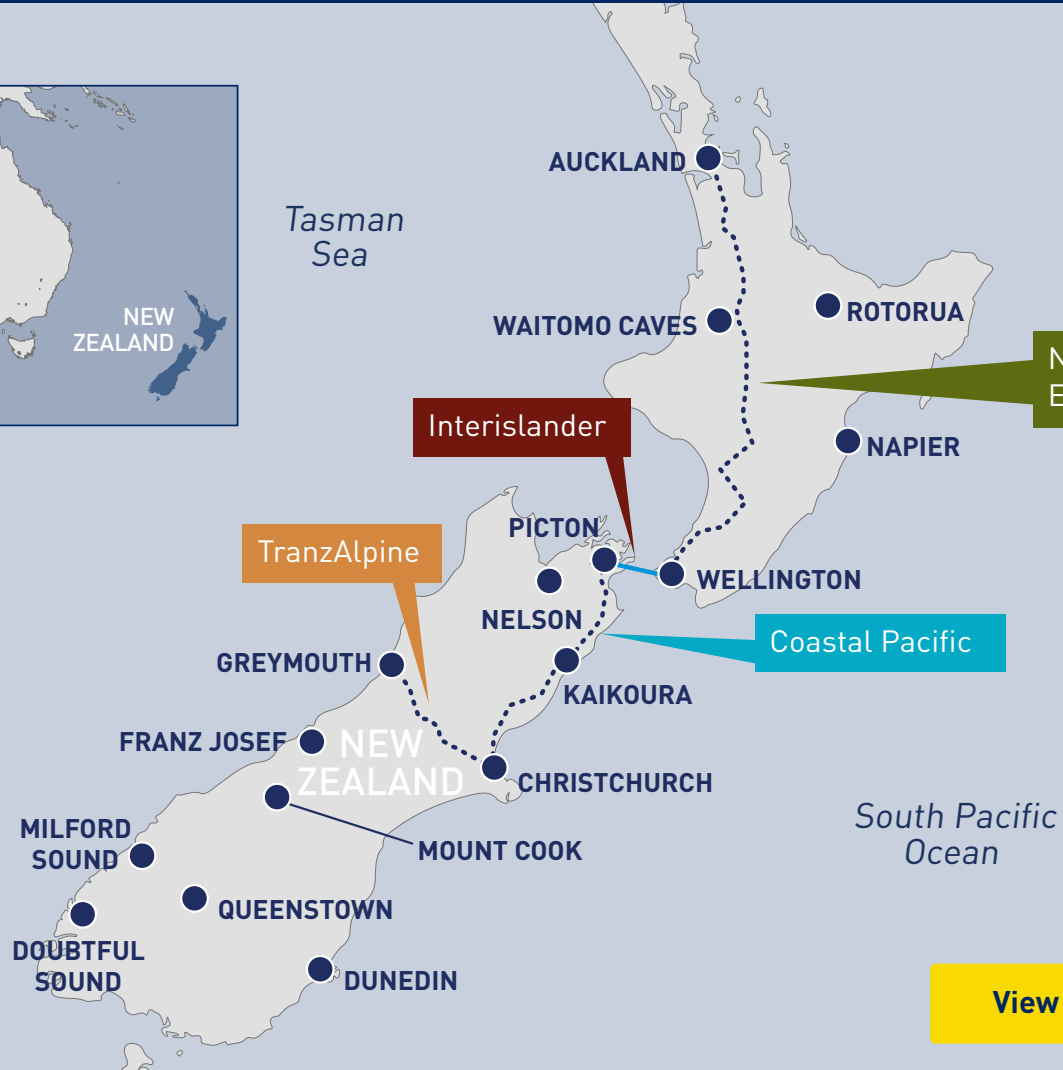 AUCKLAND
Tasman
Sea
NEW
ZEALAND
WAITOMO CAVES
ROTORUA
N
E
Interislander
NAPIER
PICTON
TranzAlpine
WELLINGTON
NELSON
Coastal Pacific
GREYMOUTH
KAIKOURA
FRANZ JOSEF
NEW
ZEALAND
CHRISTCHURCH
South Pacific
Ocean
MILFORD
SOUND
MOUNT COOK
QUEENSTOWN
DOUBTFUL
SOUND
DUNEDIN
View